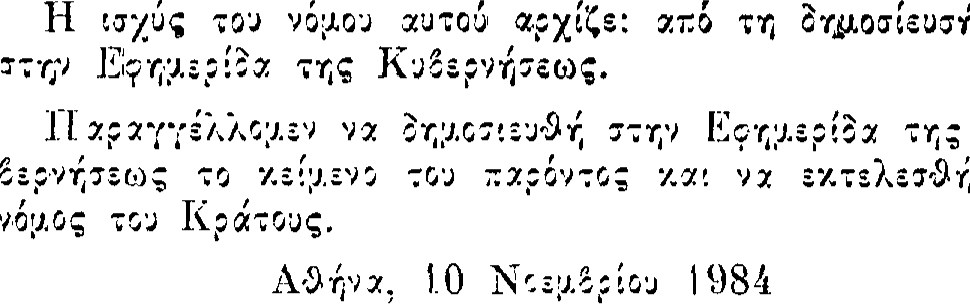 Η ισχύς του νόμου αυτού αρχίζει από τη δημοσίευσή
στην Εφημερίδα της Κυβερνήσεως.
Παραγγέλλομεν να δημοσιευθή στην Εφημερίδα της
βερνήσεως το κείμενο του παρόντος και να εκτελεσθή
νόμος του Κράτους.
Αθήνα, 10 Νοεμβρίου 1984